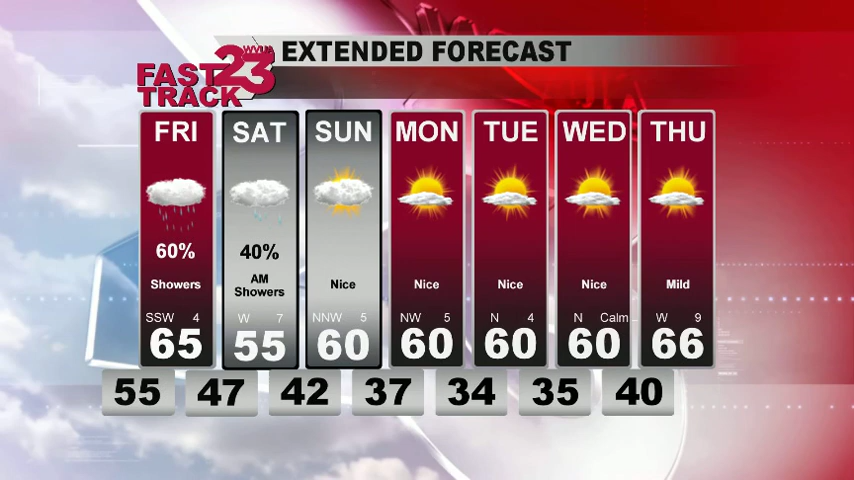 WVUA
23
EXTENDED FORECAST
FAST
TRACK
FRI SAT SUN MON TUE WED THU
60% 40%
Showers AM Showers Nice Nice Nice Nice Mild
SSW 4 W 7 NNW 5 NW 5 N 4 N Calm W 9
65 55 60 60 60 60 66
55 47 42 37 34 35 40